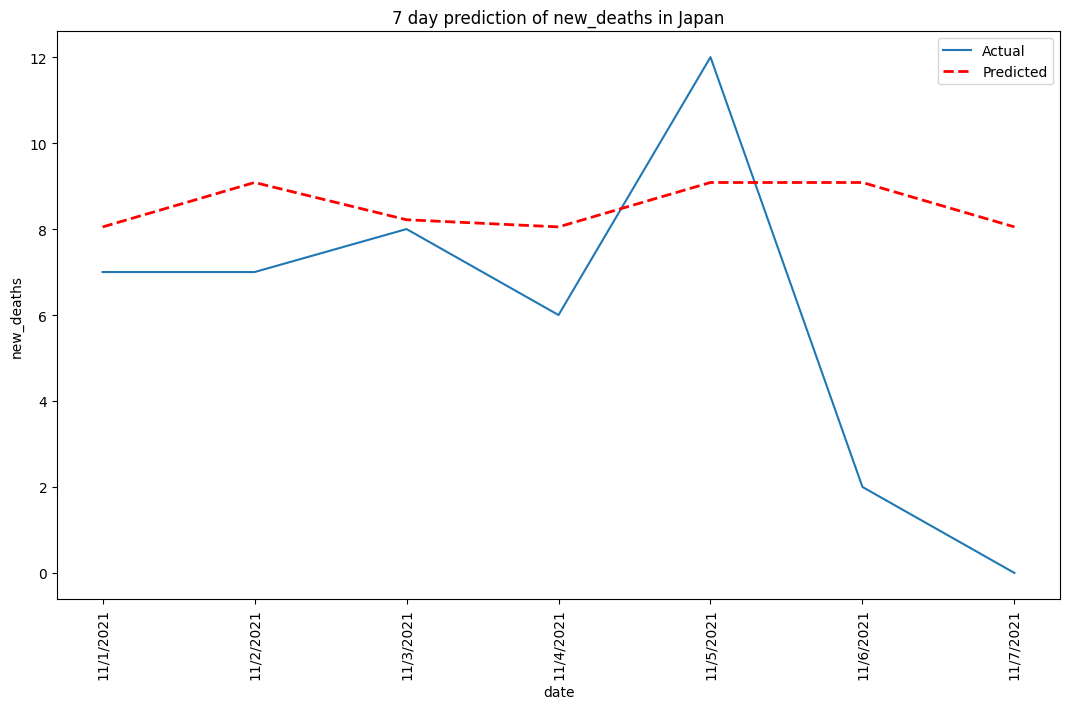 7 day prediction of new_deaths in Japan
Actual
Predicted
12
10
8
6
4
2
0
new_deaths
11/1/2021
11/2/2021
11/3/2021
11/4/2021
11/5/2021
11/6/2021
11/7/2021
date